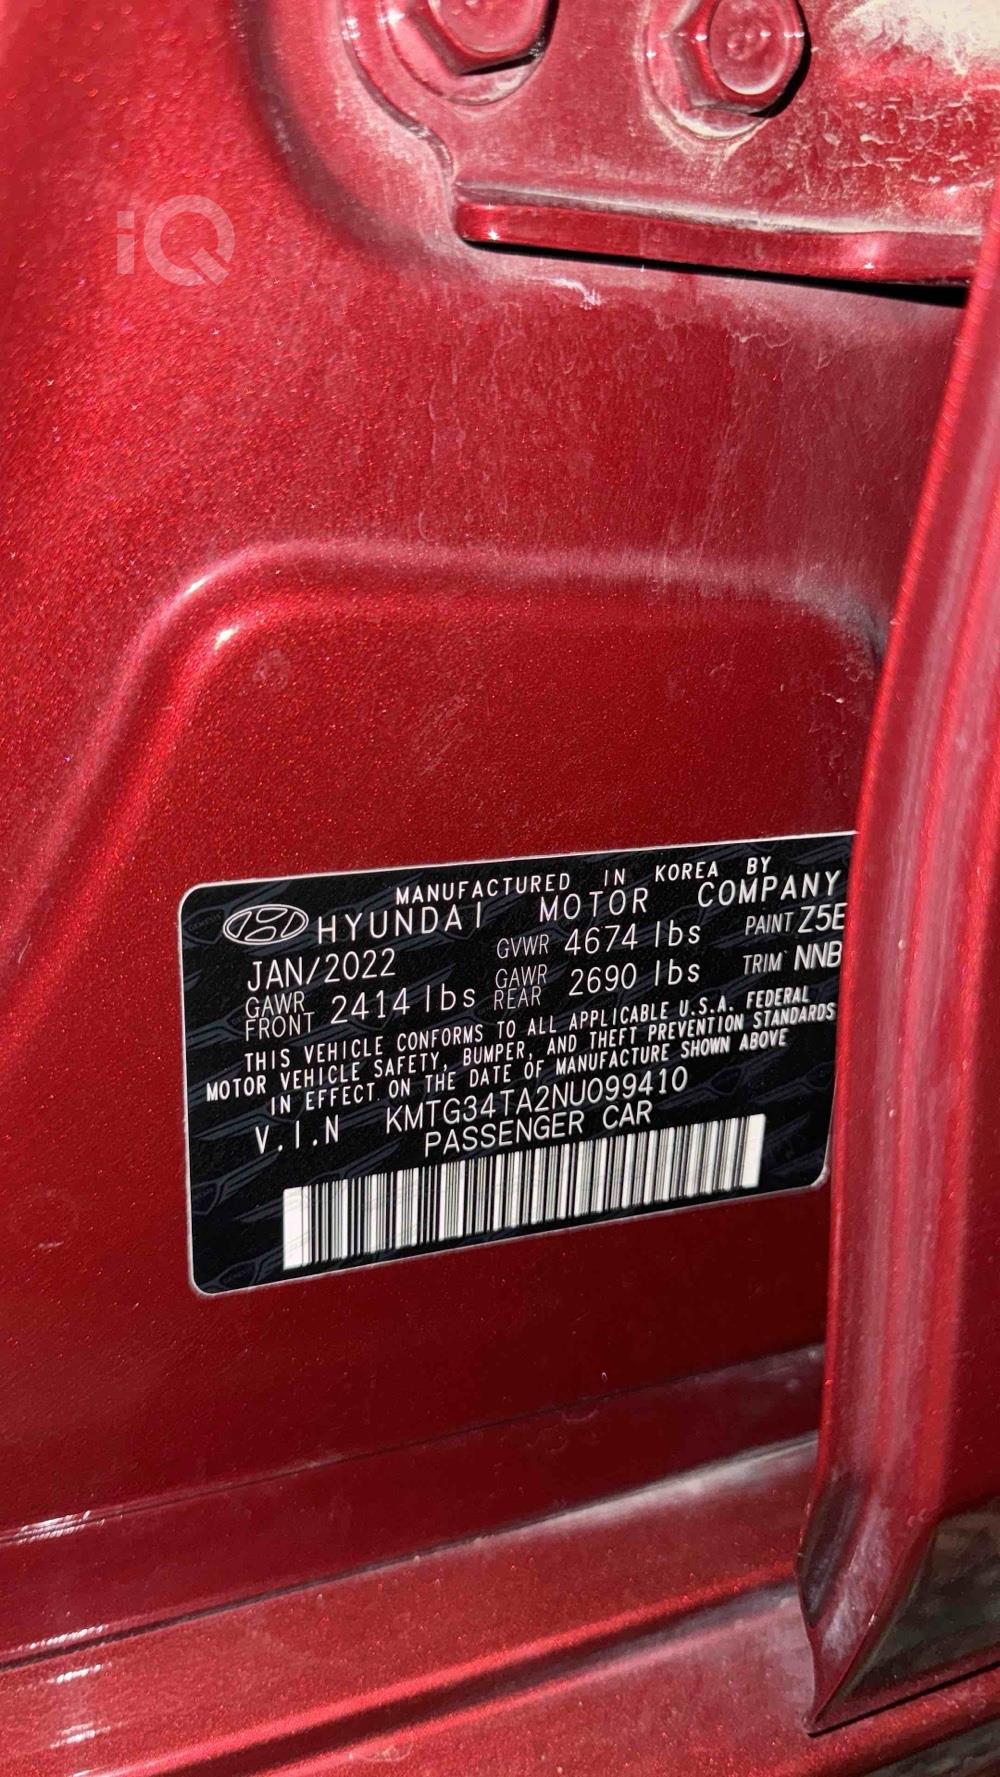 iQ
MANUFACTURED IN KOREA BY
HYUNDAI MOTOR COMPANY
JAN/2022 GVWR 4674 lbs PAINT Z5E
GAWR FRONT 2414 lbs GAWR REAR 2690 lbs TRIM NNB
THIS VEHICLE CONFORMS TO ALL APPLICABLE U.S.A. FEDERAL
MOTOR VEHICLE SAFETY, BUMPER, AND THEFT PREVENTION STANDARDS
IN EFFECT ON THE DATE OF MANUFACTURE SHOWN ABOVE
V.I.N KMTG34TA2NU099410
PASSENGER CAR